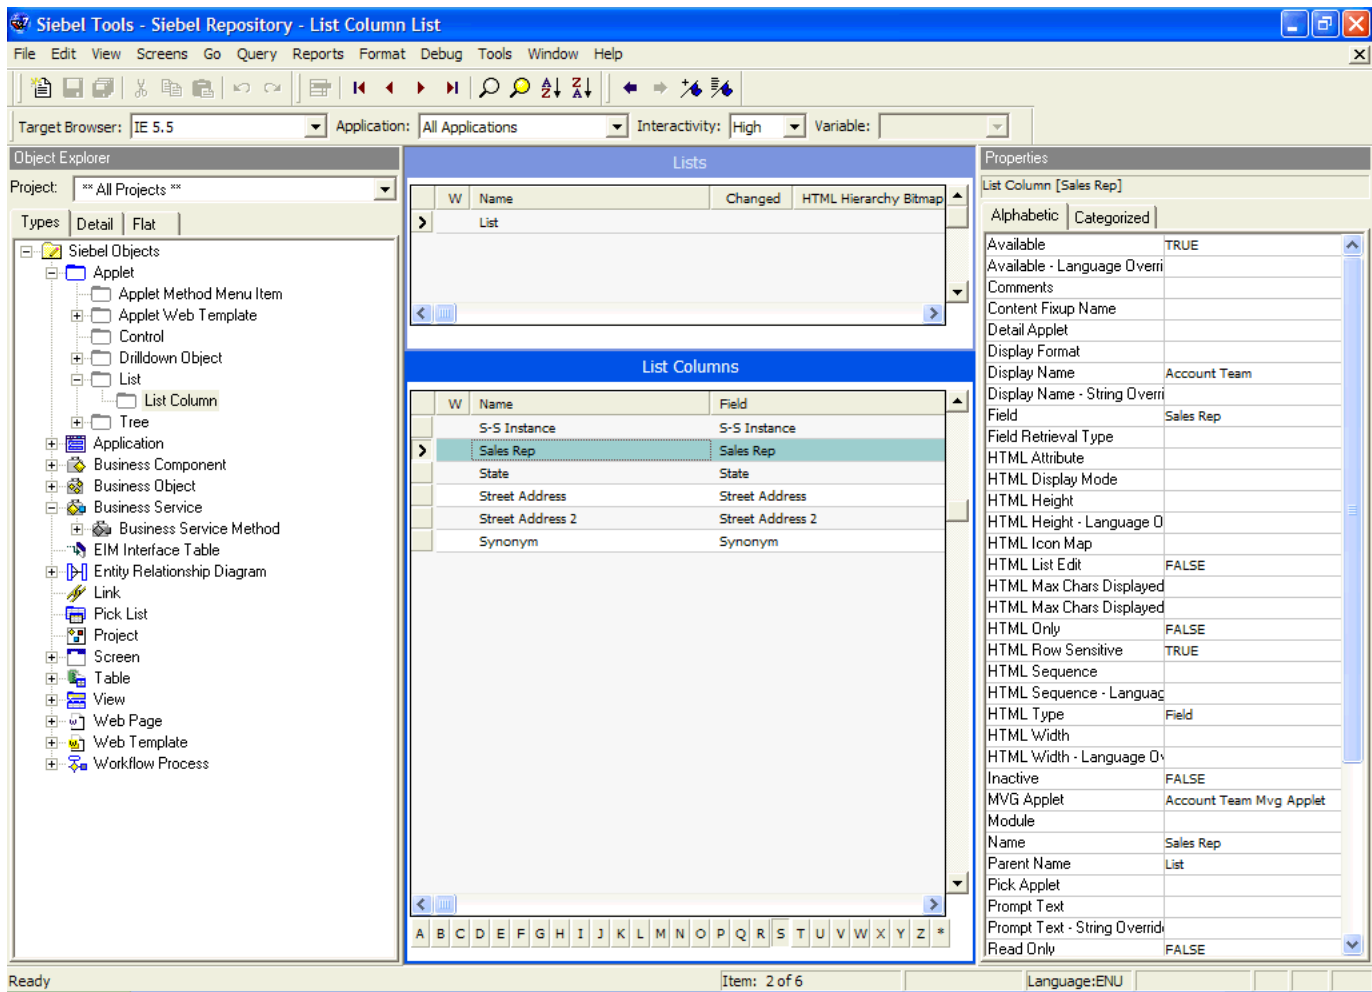 Siebel Tools - Siebel Repository - List Column List
File Edit View Screens Go Query Reports Format Debug Tools Window Help
Target Browser: IE 5.5 Application: All Applications Interactivity: High Variable:
Object Explorer
Project: ** All Projects **
Types Detail Flat
Siebel Objects
Applet
Applet Method Menu Item
Applet Web Template
Control
Drilldown Object
List
List Column
Tree
Application
Business Component
Business Object
Business Service
Business Service Method
EIM Interface Table
Entity Relationship Diagram
Link
Pick List
Project
Screen
Table
View
Web Page
Web Template
Workflow Process
Lists
W Name Changed HTML Hierarchy Bitmap
List
List Columns
W Name Field
S-S Instance S-S Instance
Sales Rep Sales Rep
State State
Street Address Street Address
Street Address 2 Street Address 2
Synonym Synonym
A B C D E F G H I J K L M N O P Q R S T U V W X Y Z *
Properties
List Column [Sales Rep]
Alphabetic Categorized
Available TRUE
Available - Language Overri
Comments
Content Fixup Name
Detail Applet
Display Format
Display Name Account Team
Display Name - String Overri
Field Sales Rep
Field Retrieval Type
HTML Attribute
HTML Display Mode
HTML Height
HTML Height - Language O
HTML Icon Map
HTML List Edit FALSE
HTML Max Chars Displayed
HTML Max Chars Displayed
HTML Only FALSE
HTML Row Sensitive TRUE
HTML Sequence
HTML Sequence - Languag
HTML Type Field
HTML Width
HTML Width - Language Ov
Inactive FALSE
MVG Applet Account Team Mvg Applet
Module
Name Sales Rep
Parent Name List
Pick Applet
Prompt Text
Prompt Text - String Overrid
Read Only FALSE
Ready Item: 2 of 6 Language:ENU